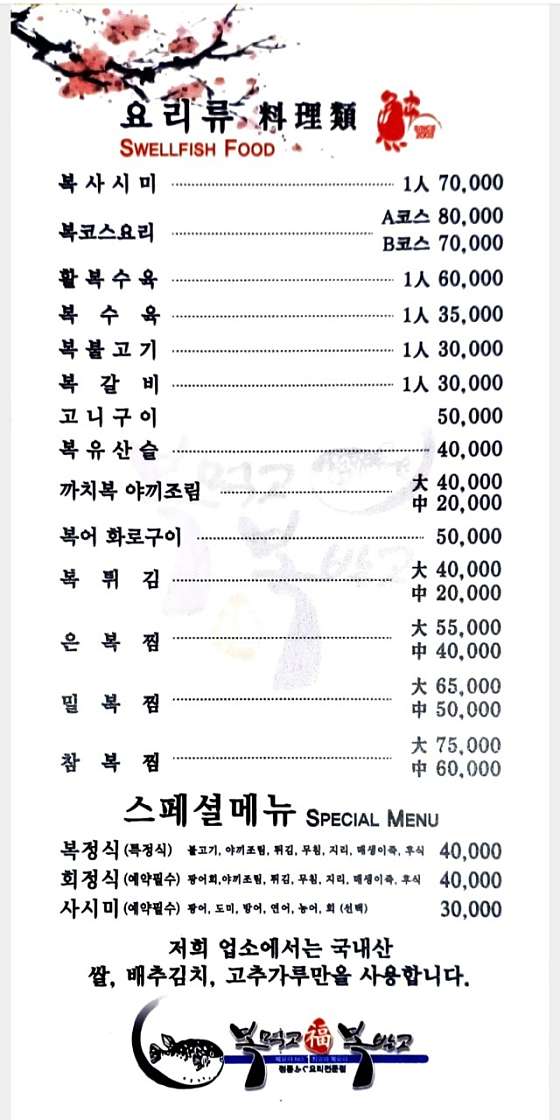 요리류 料理類
SWELLFISH FOOD
복사시미 1人 70,000
복코스요리 A코스 80,000
B코스 70,000
활복수육 1人 60,000
복수육 1人 35,000
복불고기 1人 30,000
복갈비 1人 30,000
고니구이 50,000
복유산슬 40,000
까치복 야끼조림 大 40,000
中 20,000
복어 화로구이 50,000
복튀김 大 40,000
中 20,000
은복찜 大 55,000
中 40,000
밀복찜 大 65,000
中 50,000
참복찜 大 75,000
中 60,000
스페셜메뉴 SPECIAL MENU
복정식(특정식) 불고기, 야끼조림, 튀김, 무침, 지리, 매생이죽, 후식 40,000
회정식(예약필수) 광어회,야끼조림, 튀김, 무침, 지리, 매생이죽, 후식 40,000
사시미(예약필수) 광어, 도미, 방어, 연어, 농어, 회 (선택) 30,000
저희 업소에서는 국내산
쌀, 배추김치, 고추가루만을 사용합니다.
복먹고 福 복받고